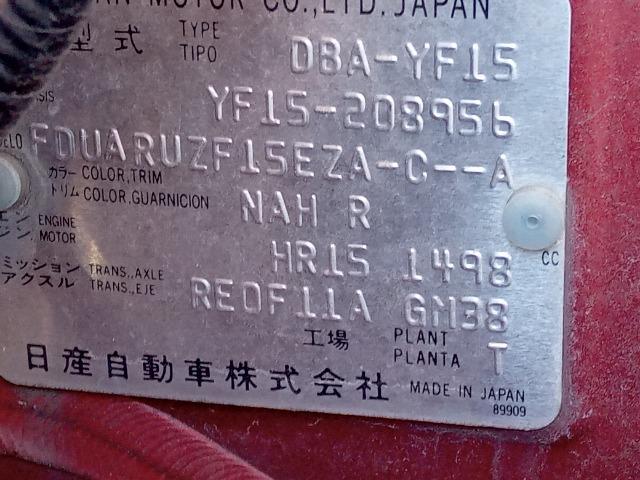 MOTOR CO.,LTD. JAPAN
型式 TYPE TIPO DBA-YF15
YF15-208956
FDUARUZF15EZA-C--A
カラー COLOR,TRIM
トリム COLOR,GUARNICION NAH R
ENGINE
MOTOR HR15 1498 CC
ミッション TRANS.,AXLE
アクスル TRANS.,EJE RE0F11A GM38
工場 PLANT PLANTA T
日産自動車株式会社 MADE IN JAPAN
89909